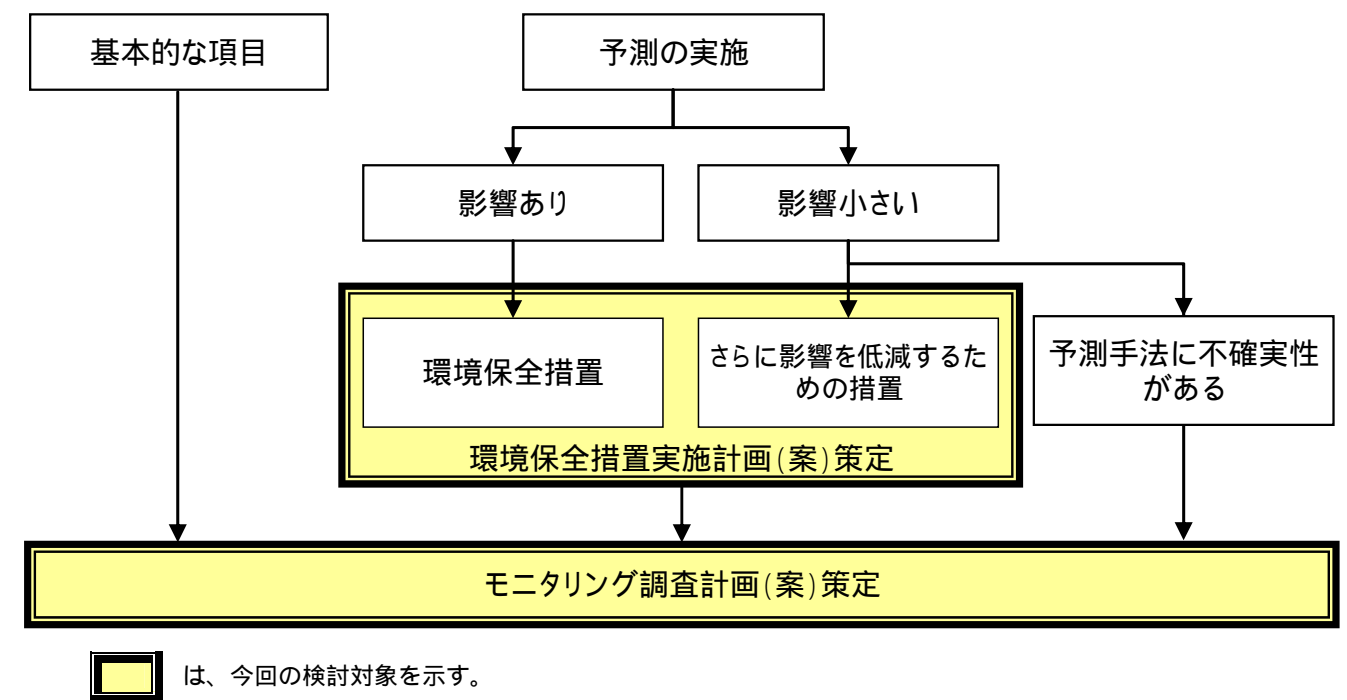 基本的な項目
予測の実施
影響あり
影響小さい
環境保全措置
さらに影響を低減するた
めの措置
予測手法に不確実性
がある
環境保全措置実施計画(案)策定
モニタリング調査計画(案)策定
は、今回の検討対象を示す。